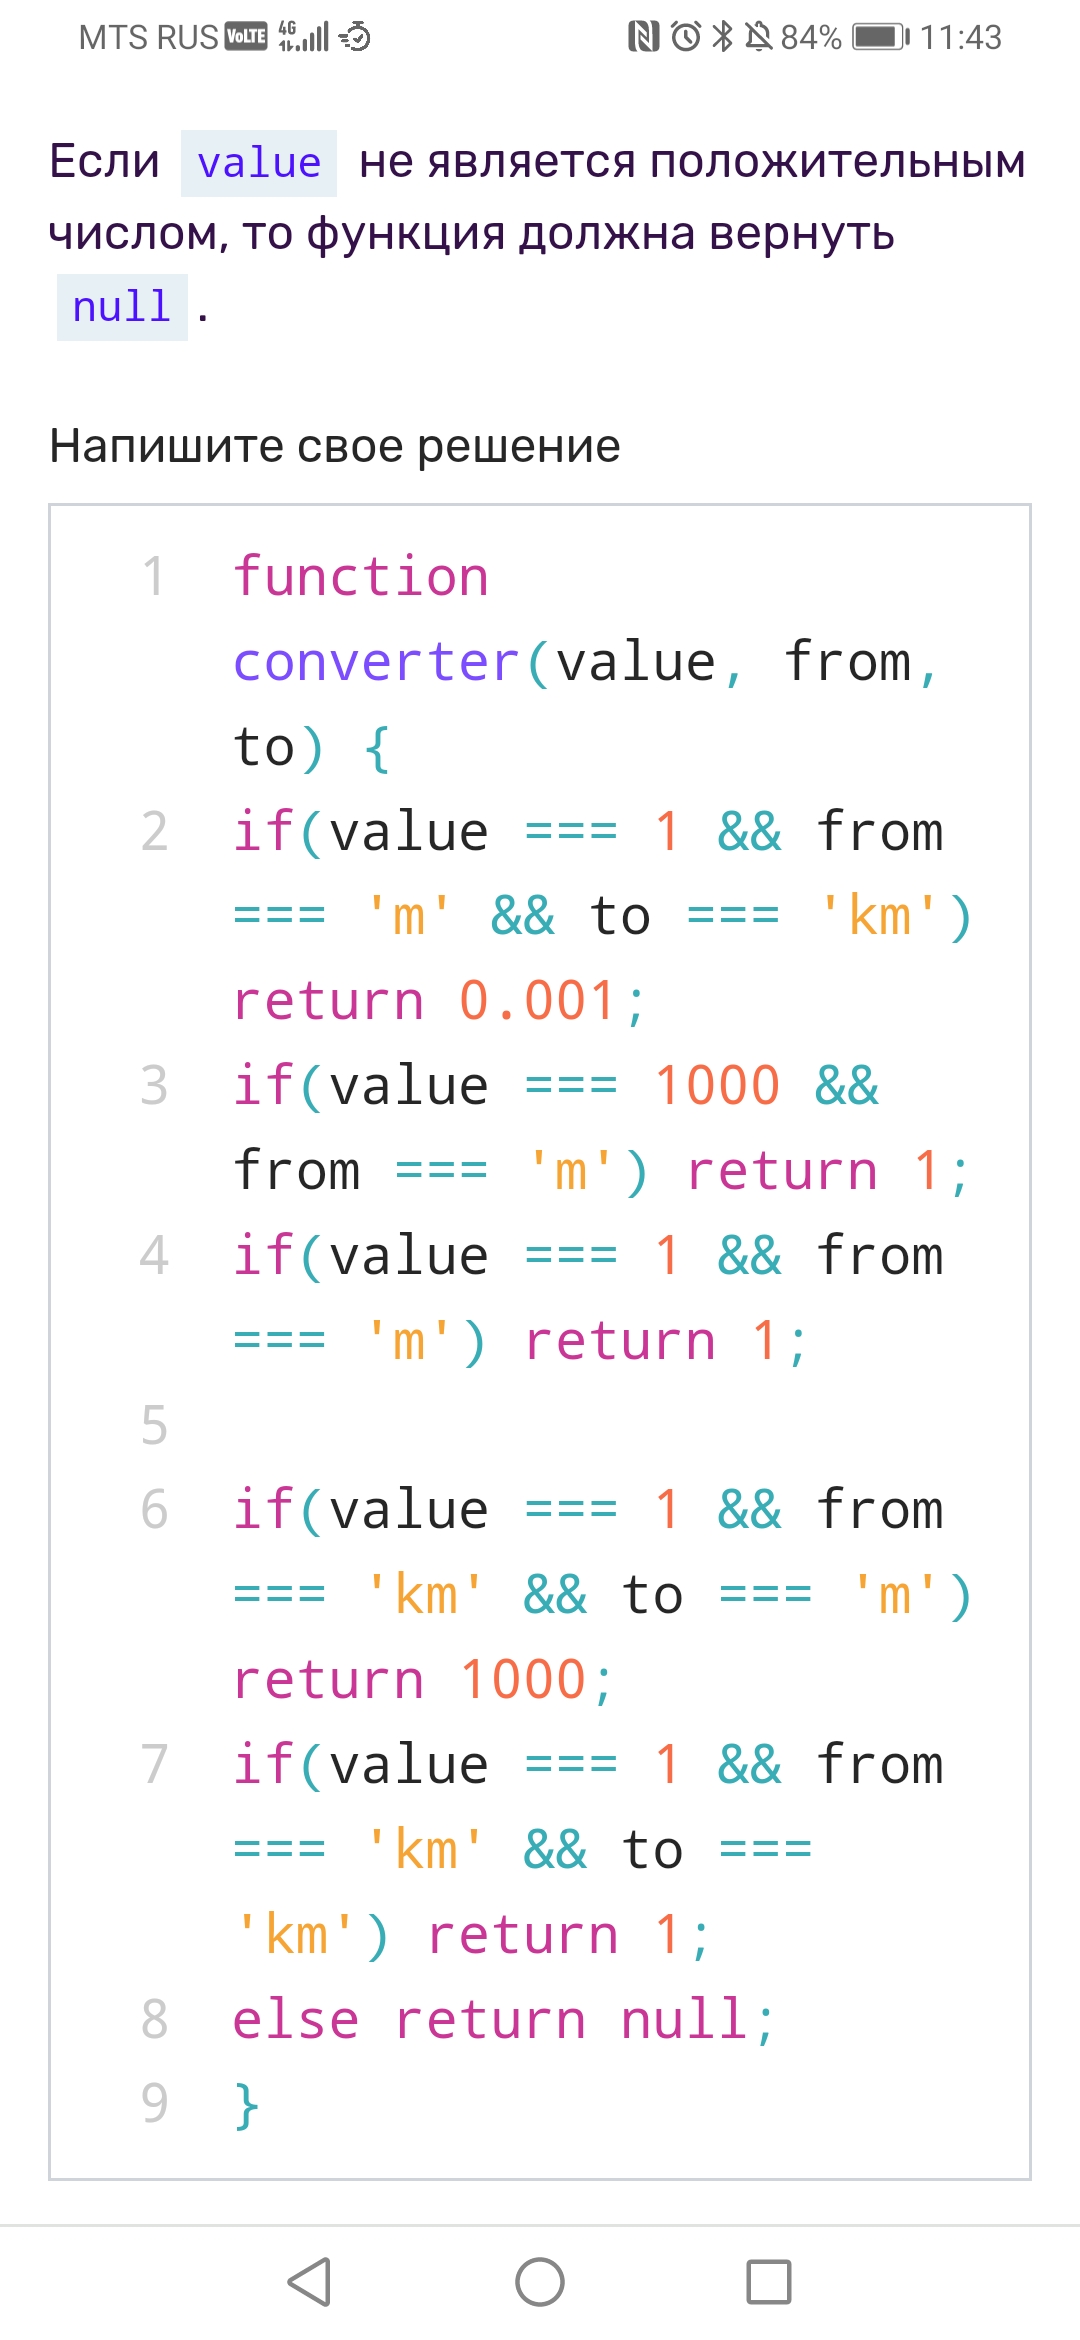 MTS RUS VoLTE 4G 84% 11:43
Если value не является положительным
числом, то функция должна вернуть
null .
Напишите свое решение
1 function
converter(value, from,
to) {
2 if(value === 1 && from
=== 'm' && to === 'km')
return 0.001;
3 if(value === 1000 &&
from === 'm') return 1;
4 if(value === 1 && from
=== 'm') return 1;
5
6 if(value === 1 && from
=== 'km' && to === 'm')
return 1000;
7 if(value === 1 && from
=== 'km' && to ===
'km') return 1;
8 else return null;
9 }